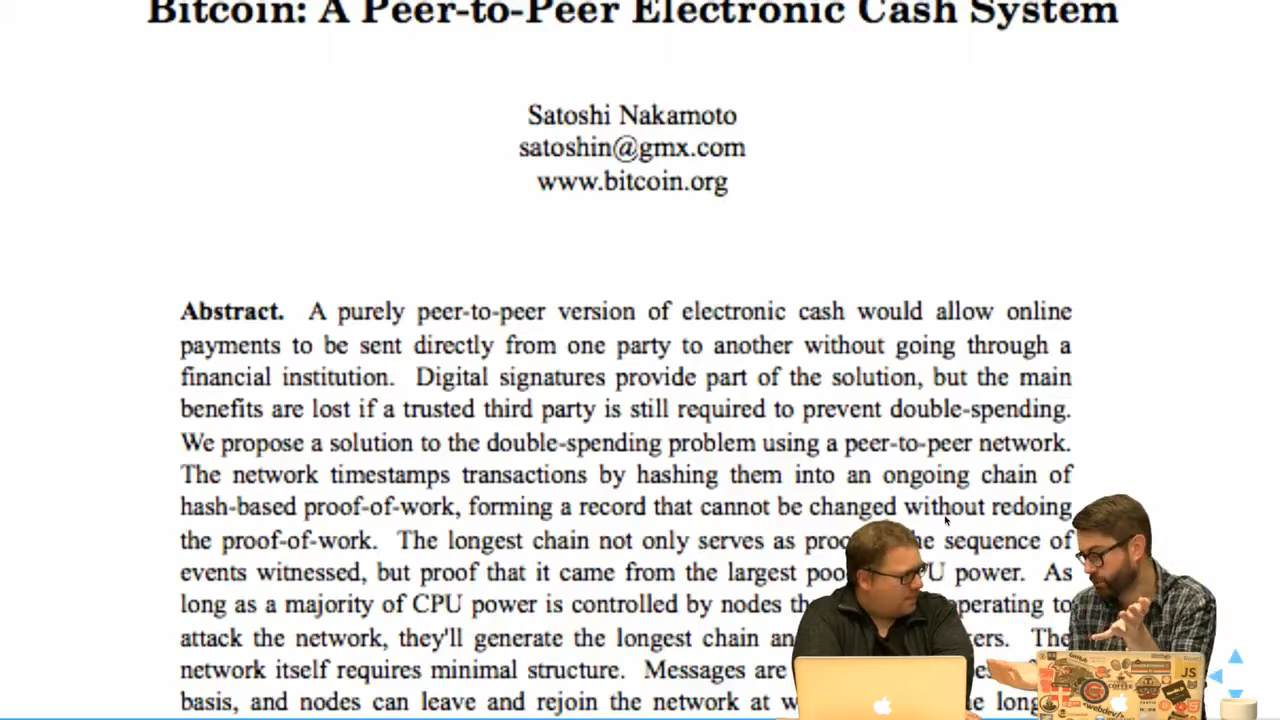 Bitcoin: A Peer-to-Peer Electronic Cash System
Satoshi Nakamoto
satoshin@gmx.com
www.bitcoin.org
Abstract. A purely peer-to-peer version of electronic cash would allow online
payments to be sent directly from one party to another without going through a
financial institution. Digital signatures provide part of the solution, but the main
benefits are lost if a trusted third party is still required to prevent double-spending.
We propose a solution to the double-spending problem using a peer-to-peer network.
The network timestamps transactions by hashing them into an ongoing chain of
hash-based proof-of-work, forming a record that cannot be changed without redoing
the proof-of-work. The longest chain not only serves as sequence of
events witnessed, but proof that it came from the largest power. As
long as a majority of CPU power is controlled by nodes to
attack the network, they'll generate the longest chain The
network itself requires minimal structure. Messages are
basis, and nodes can leave and rejoin the network at
JS